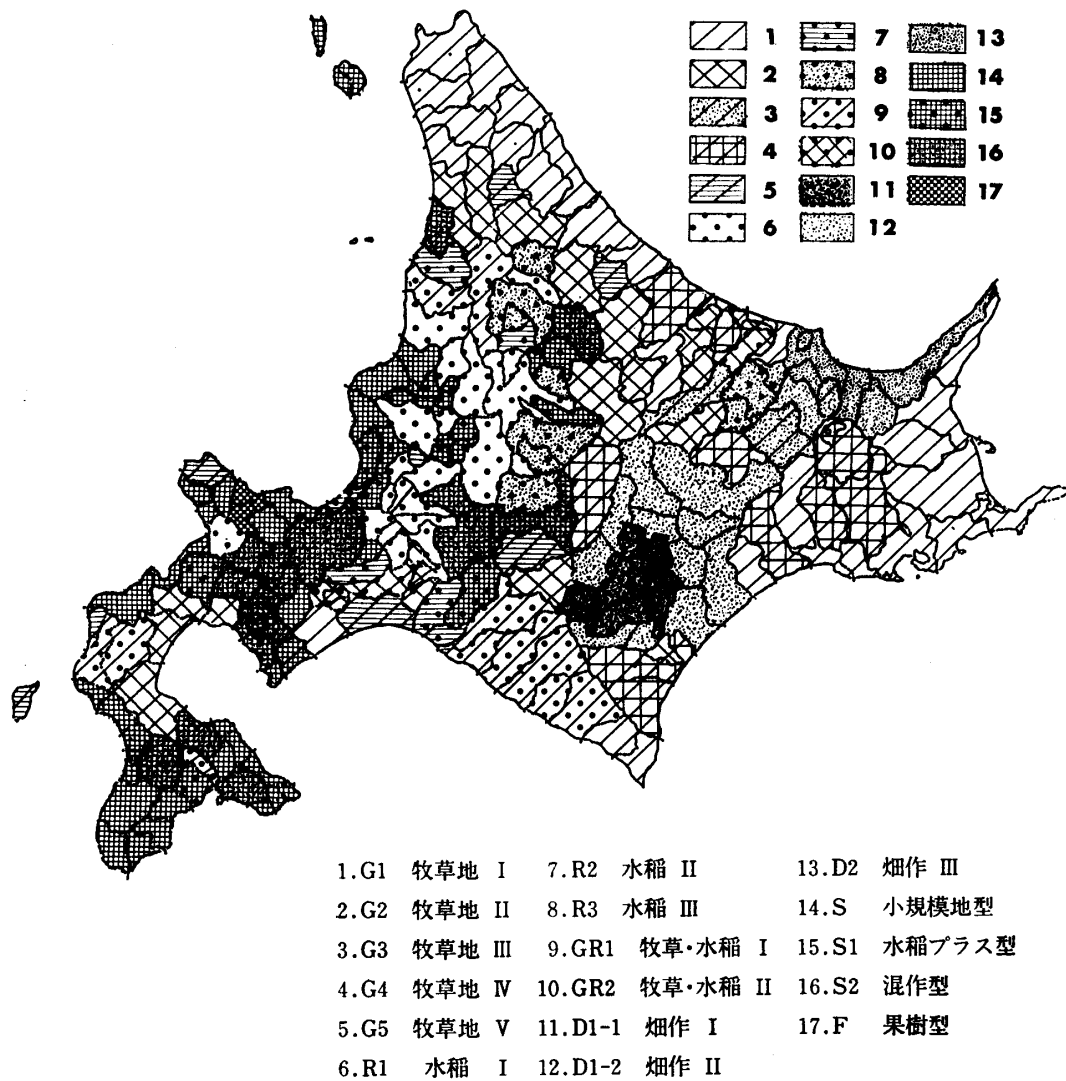 1 7 13
2 8 14
3 9 15
4 10 16
5 11 17
6 12
1.G1 牧草地 I 7.R2 水稲 II 13.D2 畑作 III
2.G2 牧草地 II 8.R3 水稲 III 14.S 小規模地型
3.G3 牧草地 III 9.GR1 牧草・水稲 I 15.S1 水稲プラス型
4.G4 牧草地 IV 10.GR2 牧草・水稲 II 16.S2 混作型
5.G5 牧草地 V 11.D1-1 畑作 I 17.F 果樹型
6.R1 水稲 I 12.D1-2 畑作 II